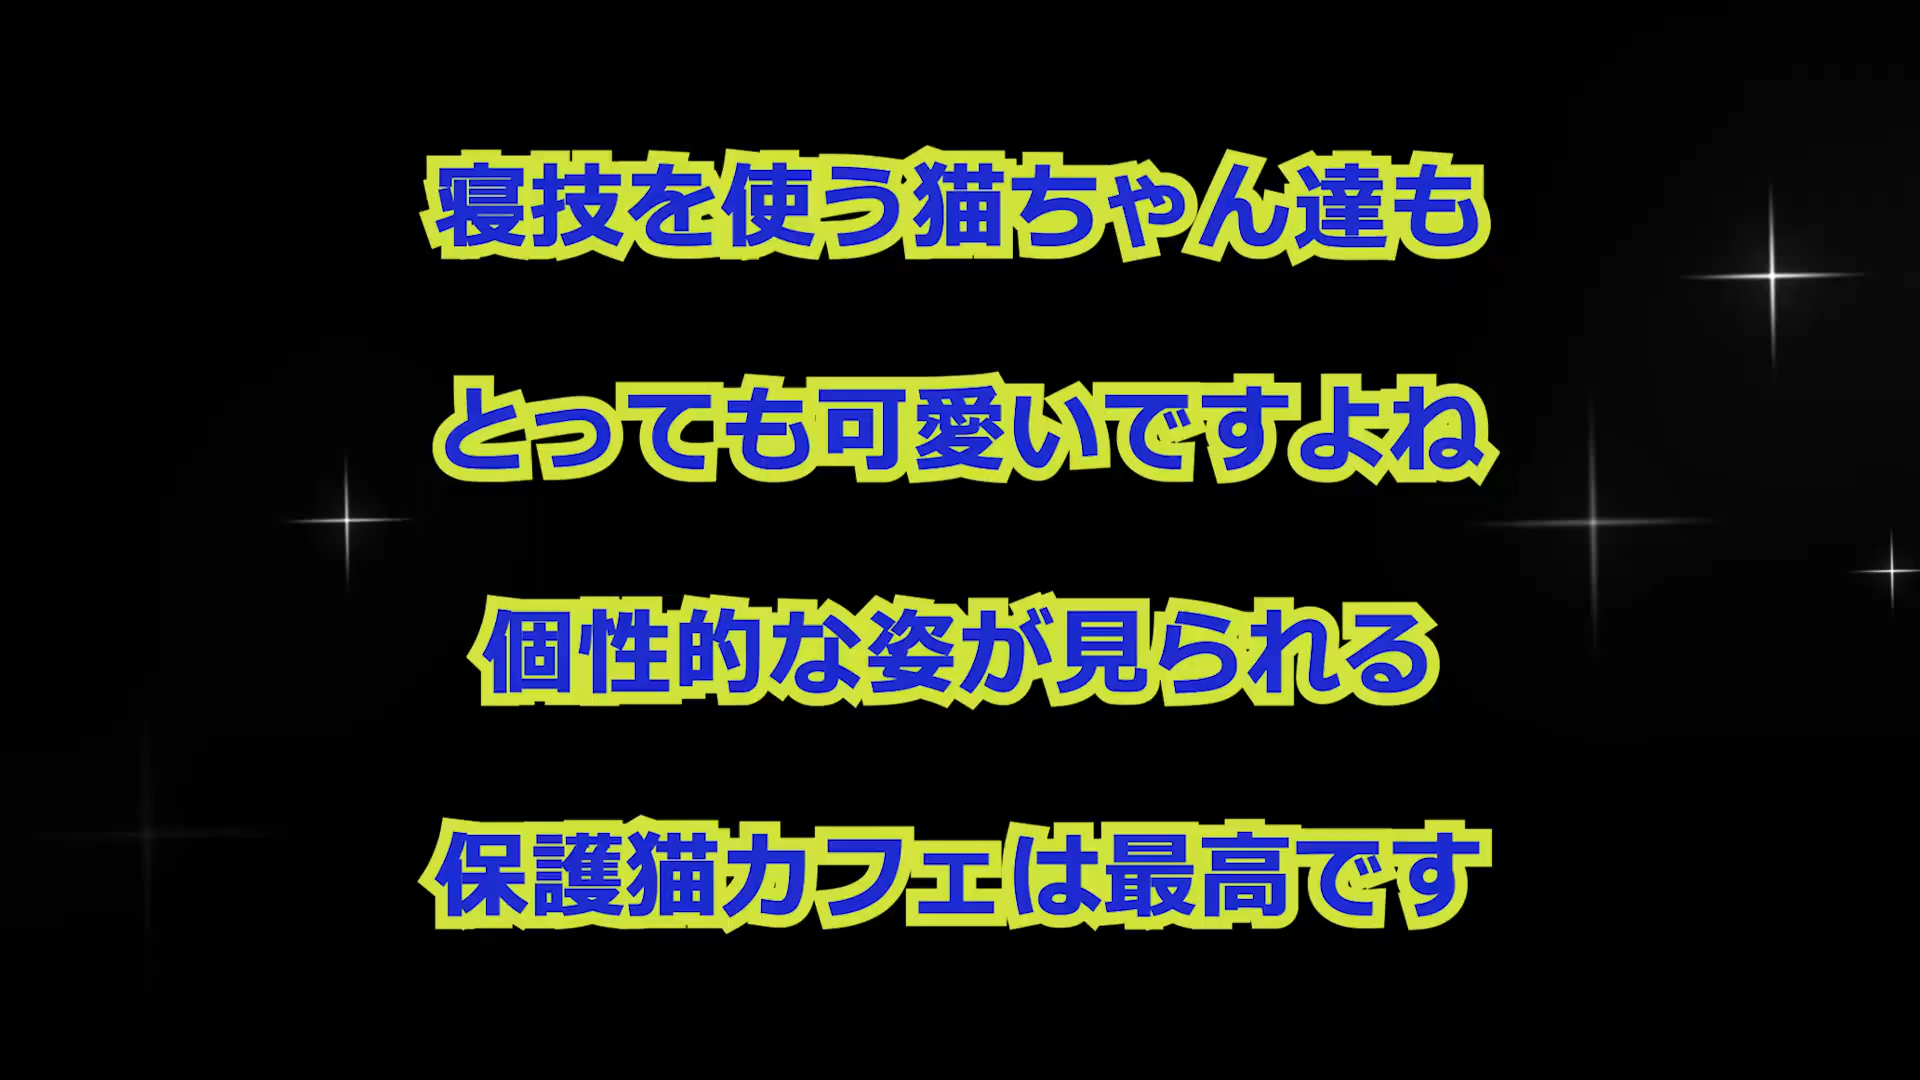 寝技を使う猫ちゃん達も
とっても可愛いですよね
個性的な姿が見られる
保護猫カフェは最高です